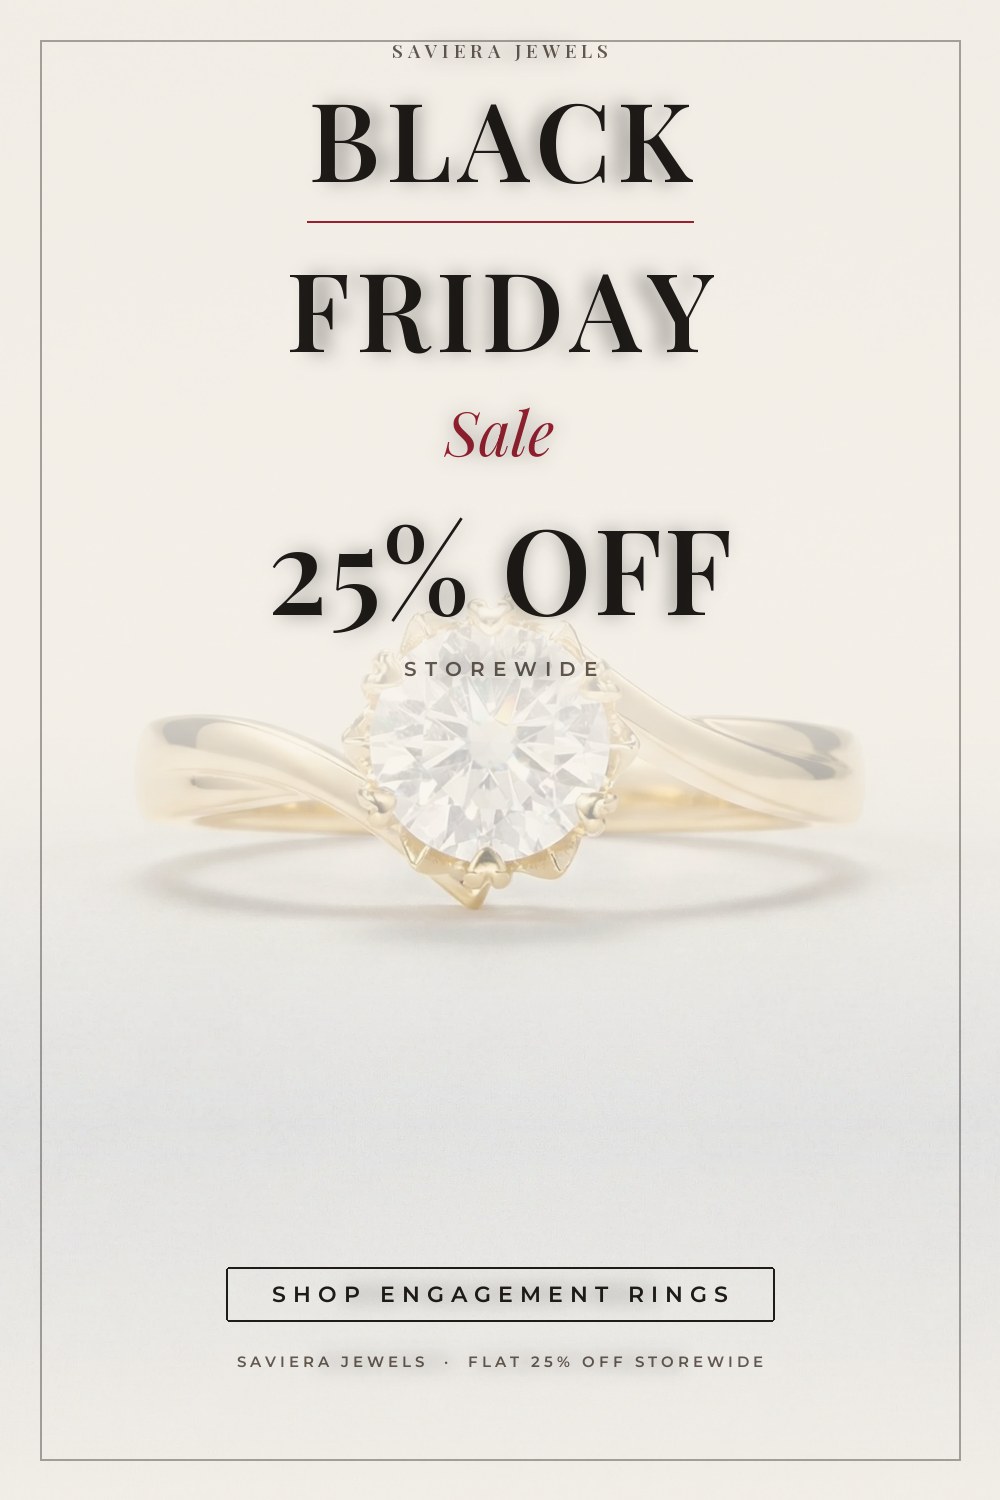 SAVIERA JEWELS
BLACK
FRIDAY
Sale
25% OFF
STOREWIDE
SHOP ENGAGEMENT RINGS
SAVIERA JEWELS · FLAT 25% OFF STOREWIDE